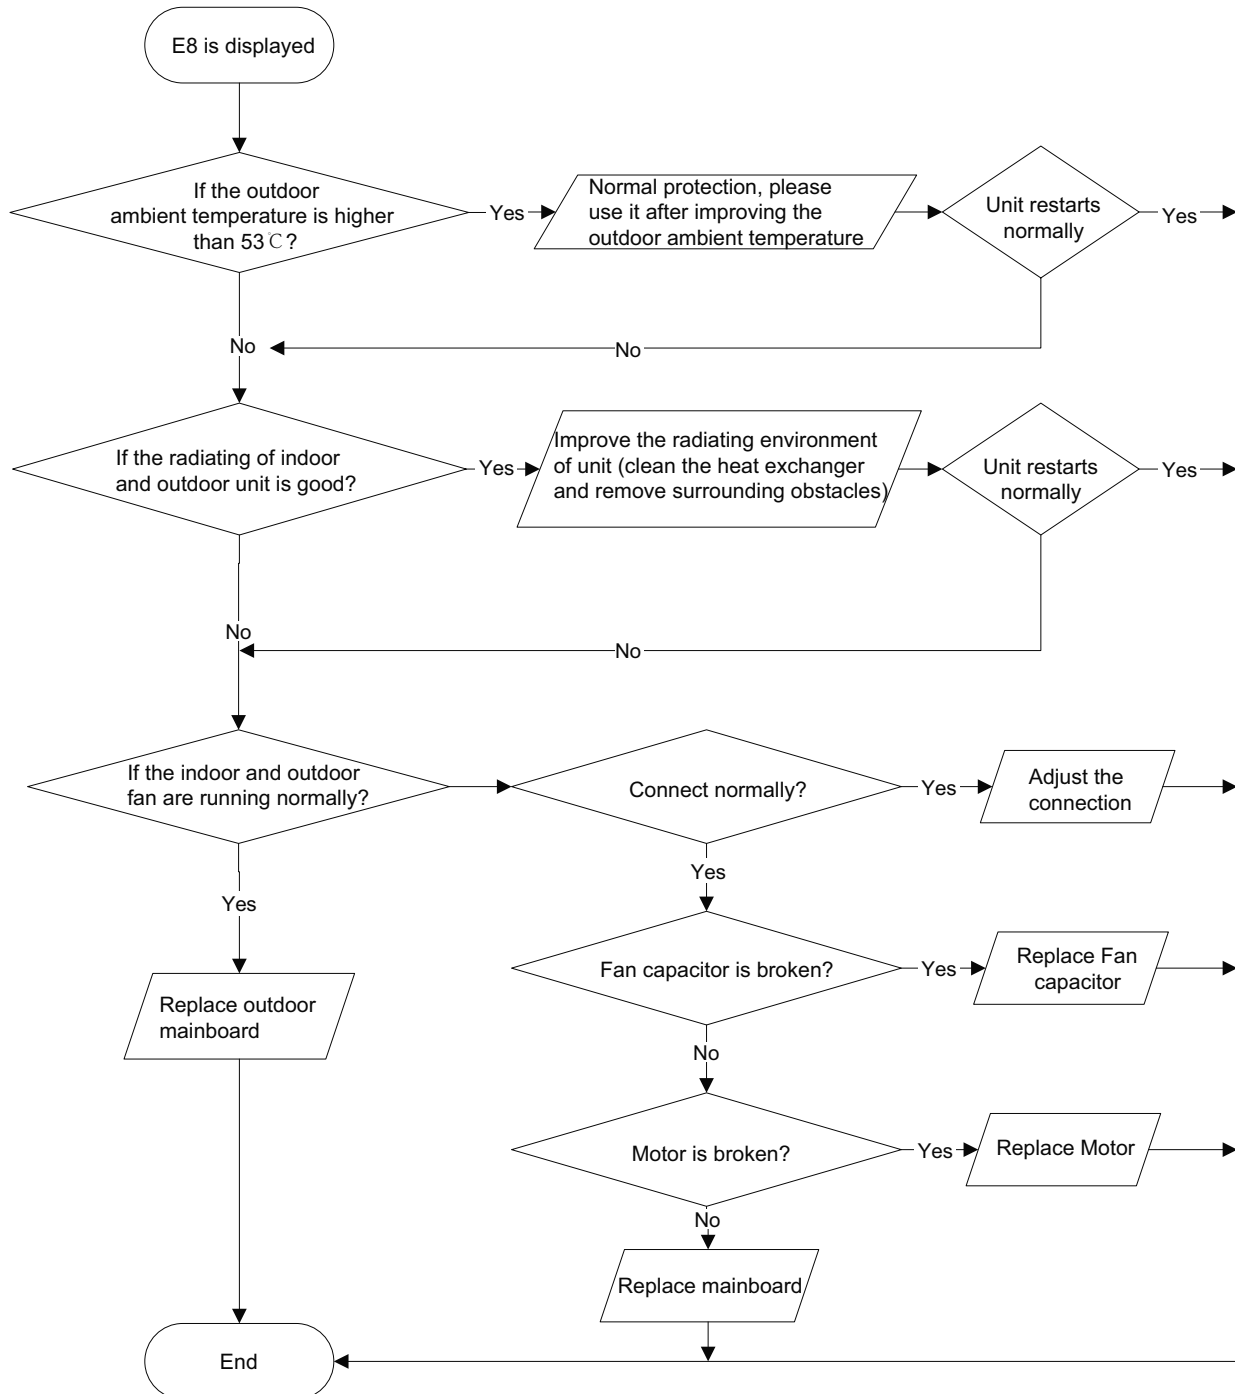 E8 is displayed
If the outdoor
ambient temperature is higher
than 53℃?
Yes
Normal protection, please
use it after improving the
outdoor ambient temperature
Unit restarts
normally
Yes
No
No
If the radiating of indoor
and outdoor unit is good?
Yes
Improve the radiating environment
of unit (clean the heat exchanger
and remove surrounding obstacles)
Unit restarts
normally
Yes
No
No
If the indoor and outdoor
fan are running normally?
Connect normally?
Yes
Adjust the
connection
Yes
Yes
Fan capacitor is broken?
Yes
Replace Fan
capacitor
Replace outdoor
mainboard
No
Motor is broken?
Yes
Replace Motor
No
Replace mainboard
End